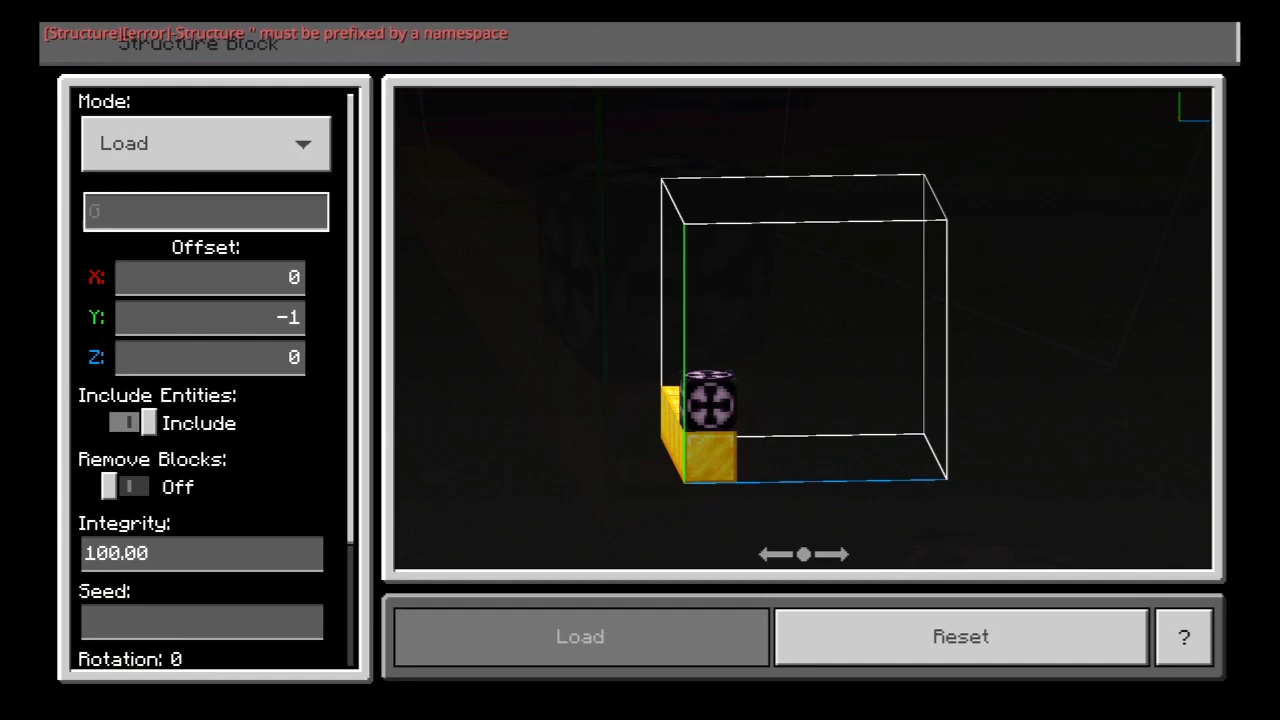 [Structure][error]-Structure '' must be prefixed by a namespace
Structure Block
Mode:
Load
G
Offset:
X: 0
Y: -1
Z: 0
Include Entities:
Include
Remove Blocks:
Off
Integrity:
100.00
Seed:
Rotation: 0
Load
Reset
?